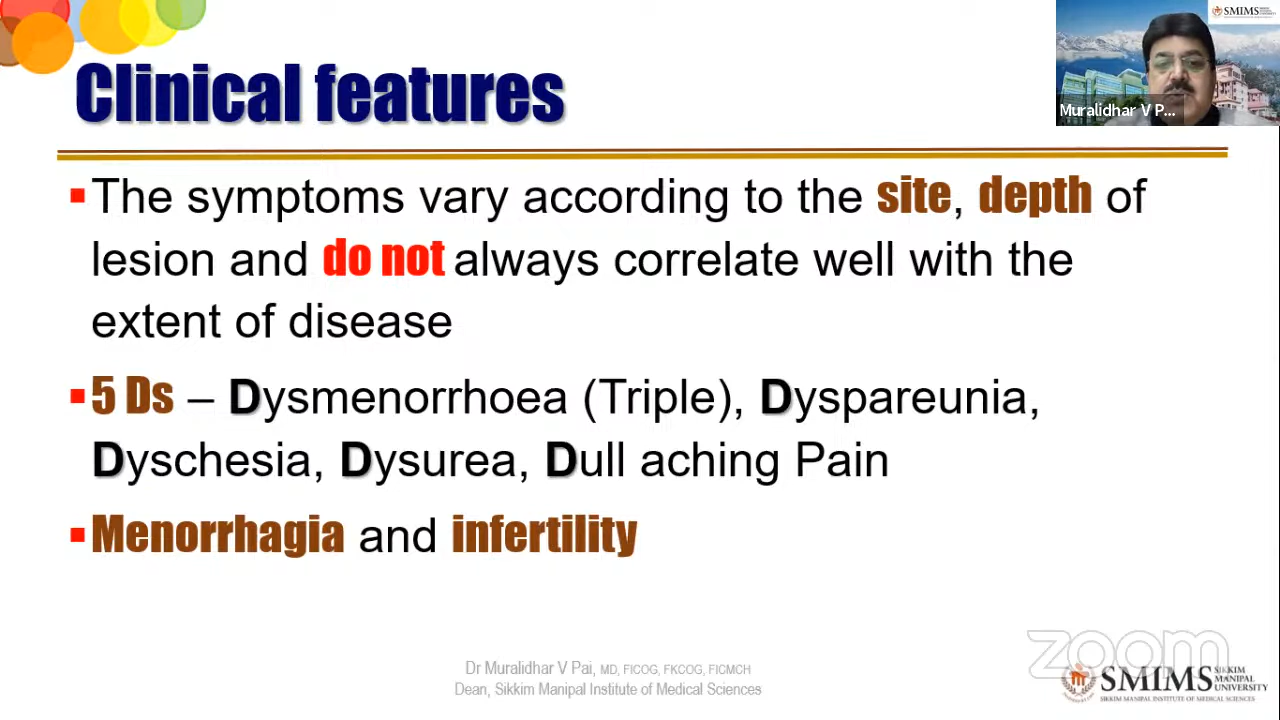 SMIMS
Clinical features
Muralidhar V P...
▪The symptoms vary according to the site, depth of
lesion and do not always correlate well with the
extent of disease
▪5 Ds – Dysmenorrhoea (Triple), Dyspareunia,
Dyschesia, Dysurea, Dull aching Pain
▪Menorrhagia and infertility
Dr Muralidhar V Pai, MD, FICOG, FKCOG, FICMCH
Dean, Sikkim Manipal Institute of Medical Sciences
zoom
SMIMS SIKKIM
MANIPAL
UNIVERSITY
SIKKIM MANIPAL INSTITUTE OF MEDICAL SCIENCES